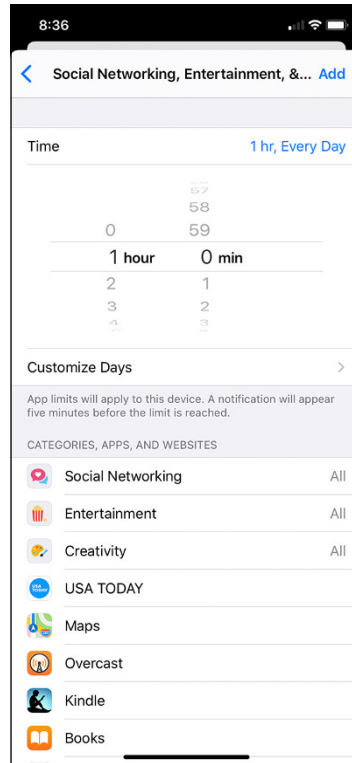 8:36
Social Networking, Entertainment, &... Add
Time 1 hr, Every Day
57
58
0 59
1 hour 0 min
2 1
3 2
4 3
Customize Days
App limits will apply to this device. A notification will appear
five minutes before the limit is reached.
CATEGORIES, APPS, AND WEBSITES
Social Networking All
Entertainment All
Creativity All
USA TODAY
USA TODAY
Maps
Overcast
Kindle
Books